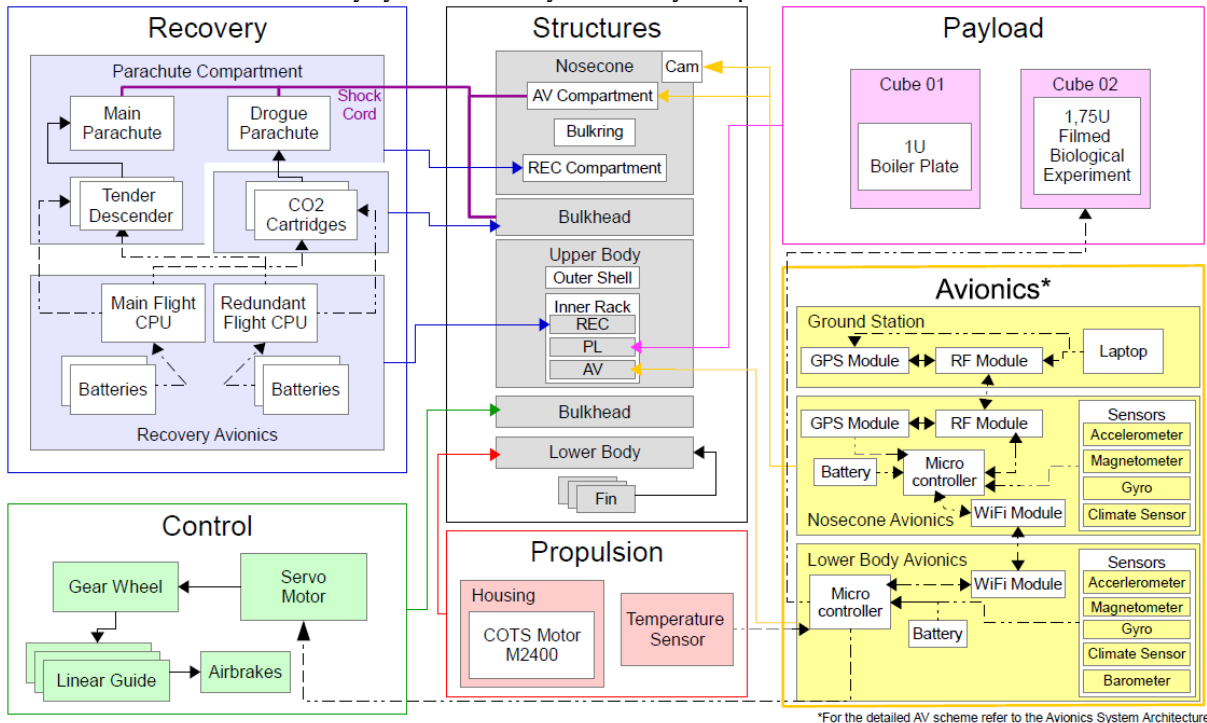 Recovery
Parachute Compartment
Shock
Cord
Main
Parachute
Drogue
Parachute
Tender
Descender
CO2
Cartridges
Main Flight
CPU
Redundant
Flight CPU
Batteries
Batteries
Recovery Avionics
Structures
Nosecone
Cam
AV Compartment
Bulkring
REC Compartment
Bulkhead
Upper Body
Outer Shell
Inner Rack
REC
PL
AV
Bulkhead
Lower Body
Fin
Payload
Cube 01
1U
Boiler Plate
Cube 02
1,75U
Filmed
Biological
Experiment
Avionics*
Ground Station
GPS Module
RF Module
Laptop
GPS Module
RF Module
Battery
Micro
controller
WiFi Module
Nosecone Avionics
Sensors
Accelerometer
Magnetometer
Gyro
Climate Sensor
Lower Body Avionics
WiFi Module
Micro
controller
Battery
Sensors
Accerlerometer
Magnetometer
Gyro
Climate Sensor
Barometer
Control
Gear Wheel
Servo
Motor
Linear Guide
Airbrakes
Propulsion
Housing
COTS Motor
M2400
Temperature
Sensor
*For the detailed AV scheme refer to the Avionics System Architecture